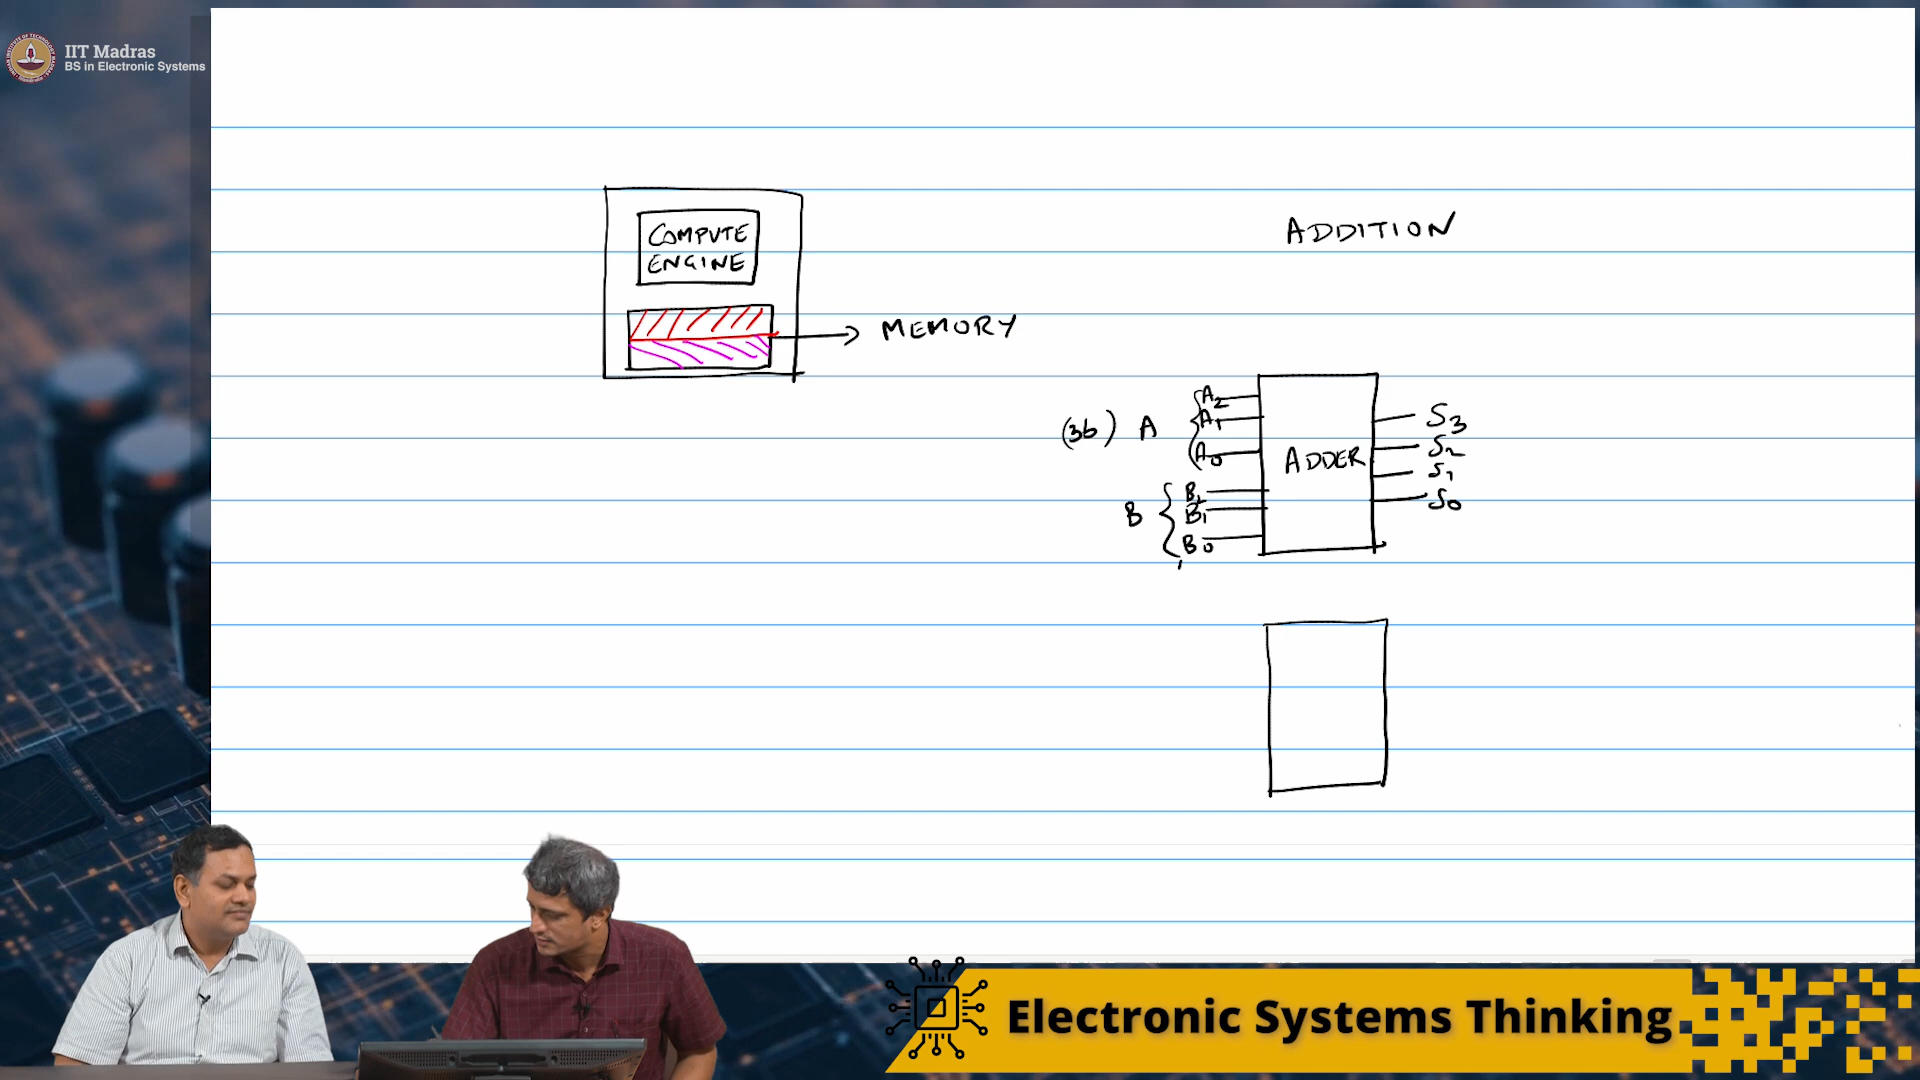 IIT Madras
BS in Electronic Systems
COMPUTE
ENGINE
MEMORY
ADDITION
(3b) A
A2
A1
A0
B
B2
B1
B0
ADDER
S3
S2
S1
S0
Electronic Systems Thinking